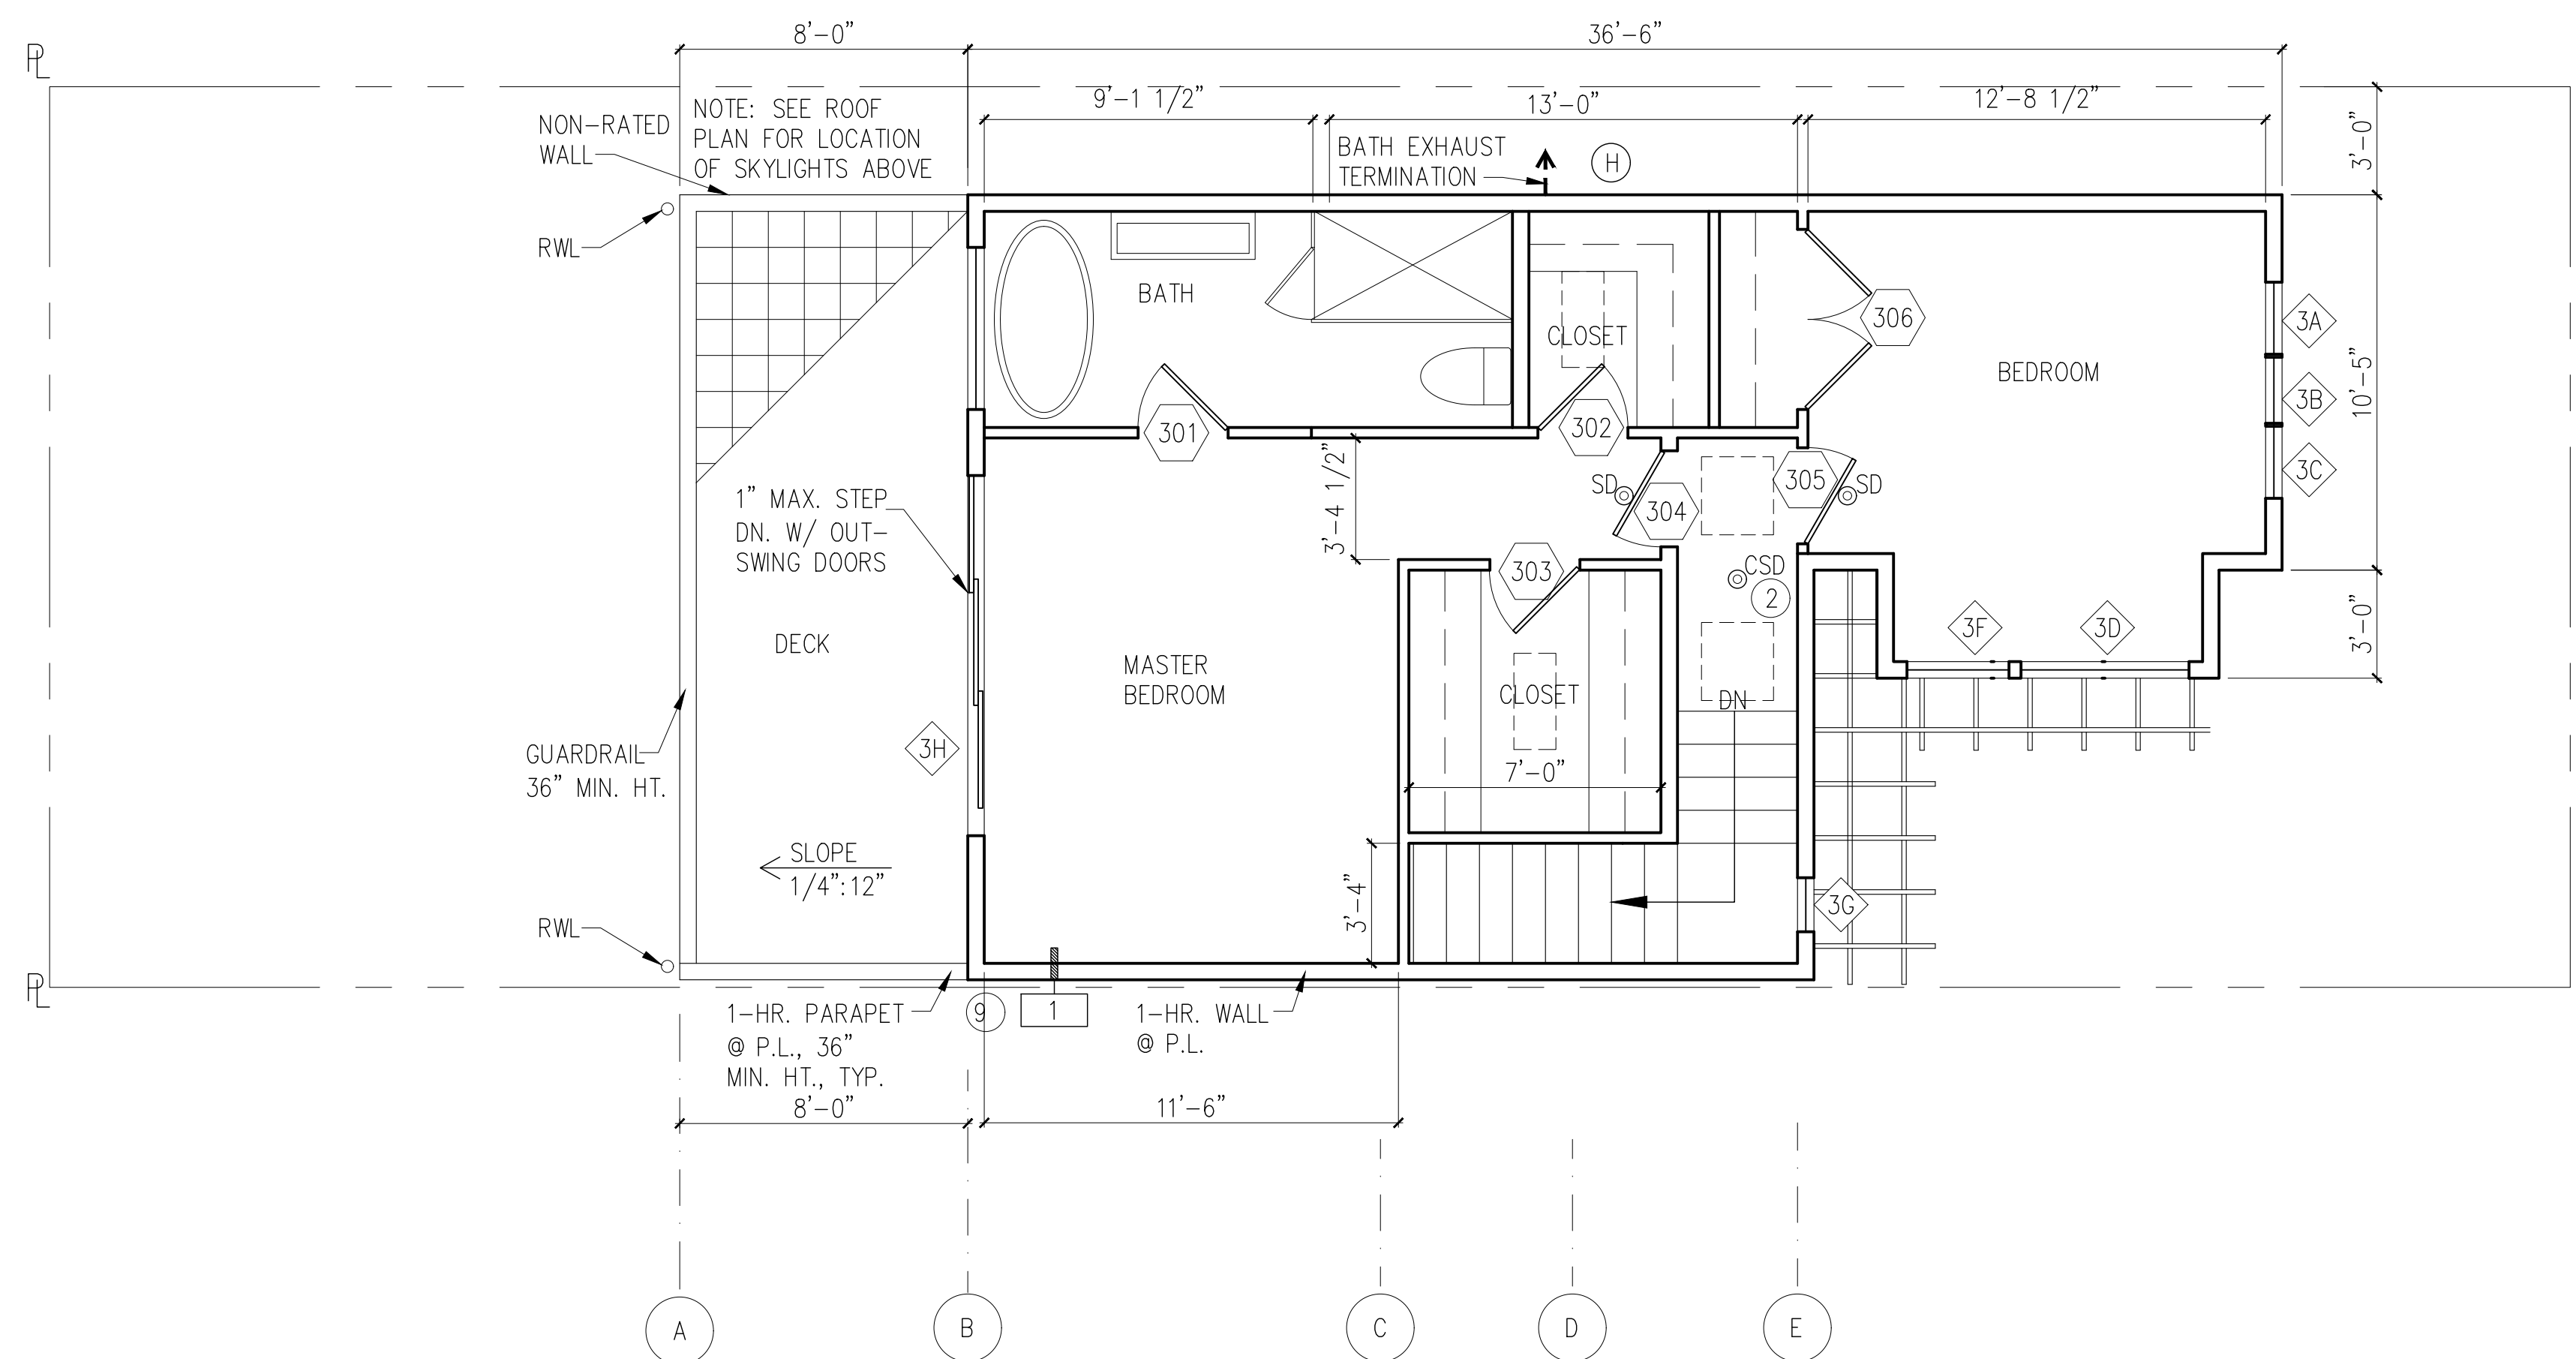 8'-0"
36'-6"
PL
9'-1 1/2"
13'-0"
12'-8 1/2"
NOTE: SEE ROOF
PLAN FOR LOCATION
OF SKYLIGHTS ABOVE
NON-RATED
WALL
BATH EXHAUST
TERMINATION
H
3'-0"
RWL
BATH
CLOSET
306
BEDROOM
3A
3B
3C
10'-5"
301
302
3'-4 1/2"
SD
304
305
SD
1" MAX. STEP
DN. W/ OUT-
SWING DOORS
303
CSD
2
3F
3D
3'-0"
DECK
MASTER
BEDROOM
CLOSET
DN
3H
GUARDRAIL
36" MIN. HT.
7'-0"
SLOPE
1/4":12"
3'-4"
3G
RWL
PL
1-HR. PARAPET
@ P.L., 36"
MIN. HT., TYP.
9
1
1-HR. WALL
@ P.L.
8'-0"
11'-6"
A
B
C
D
E